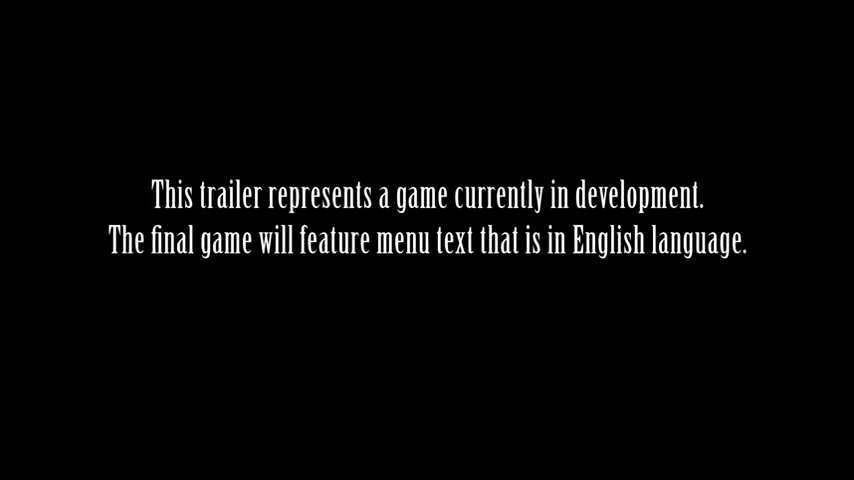 This trailer represents a game currently in development.
The final game will feature menu text that is in English language.